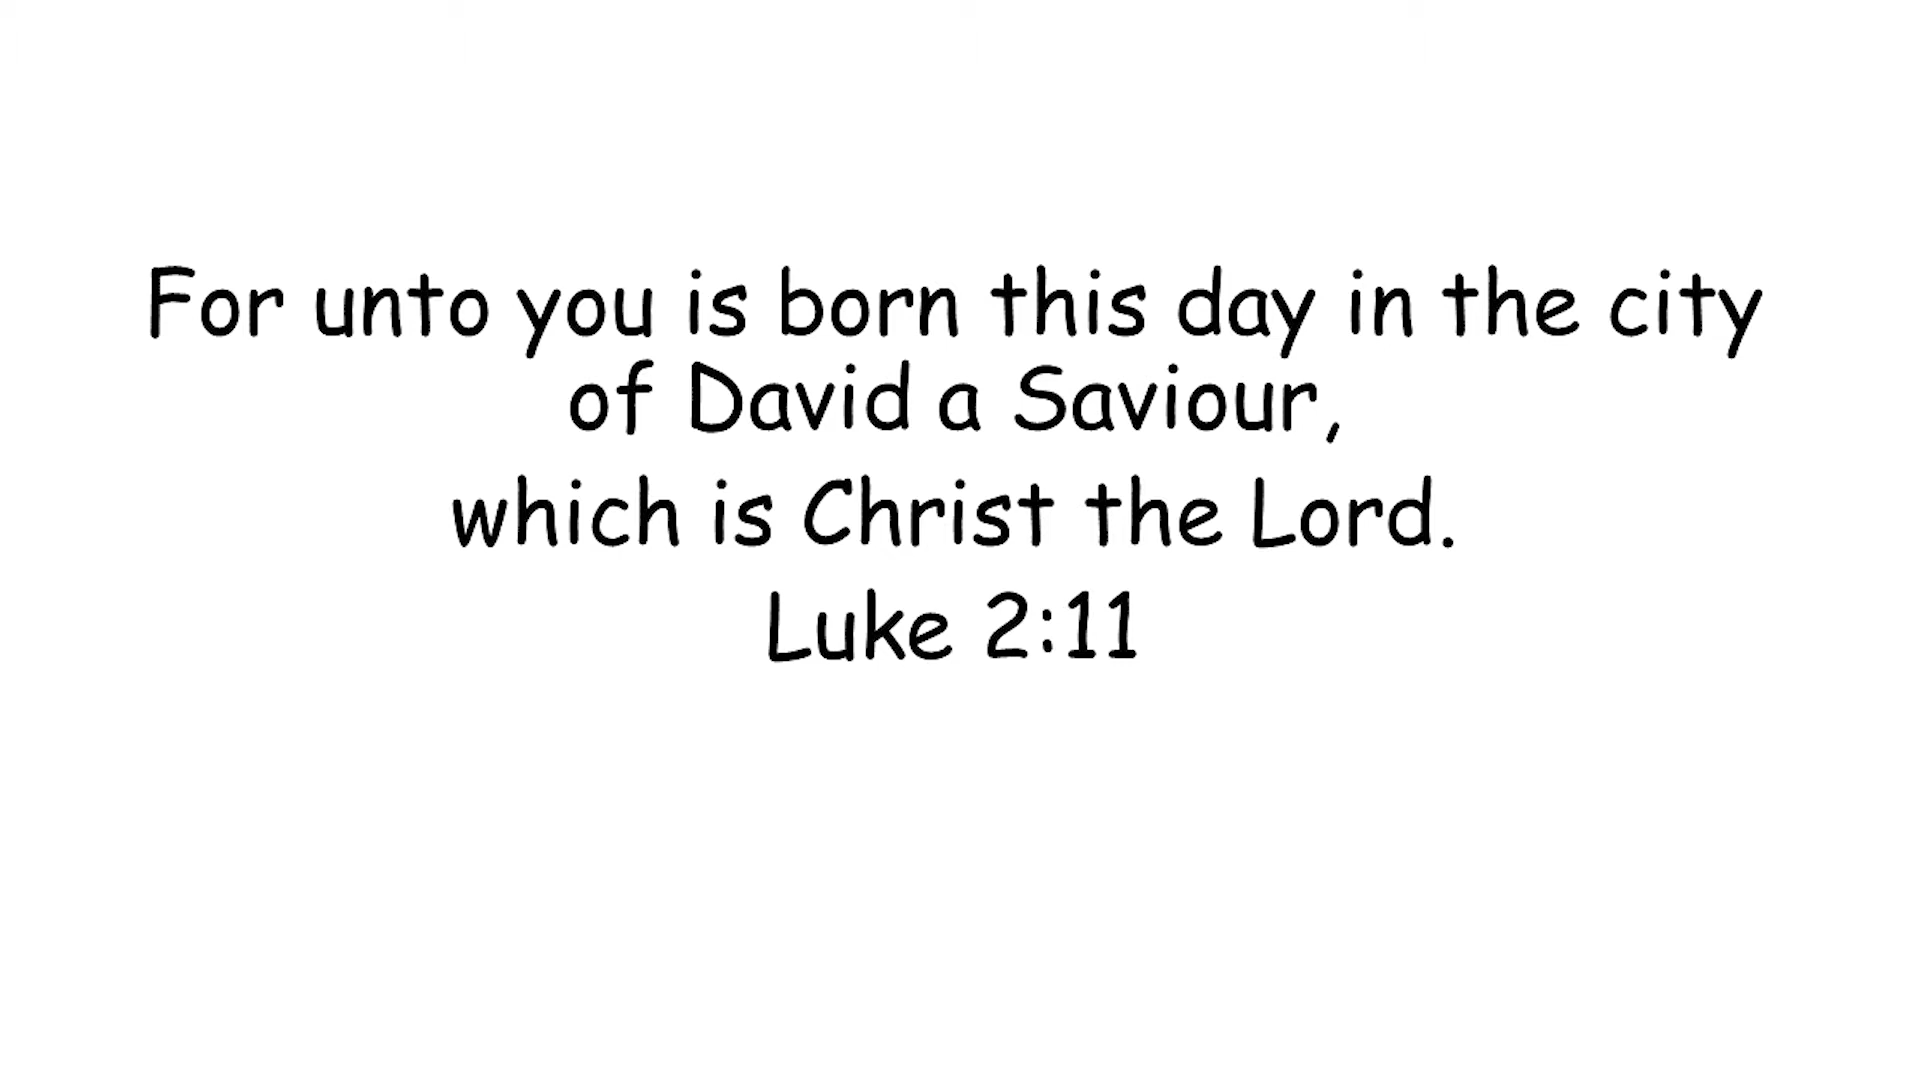 For unto you is born this day in the city
of David a Saviour,
which is Christ the Lord.
Luke 2:11